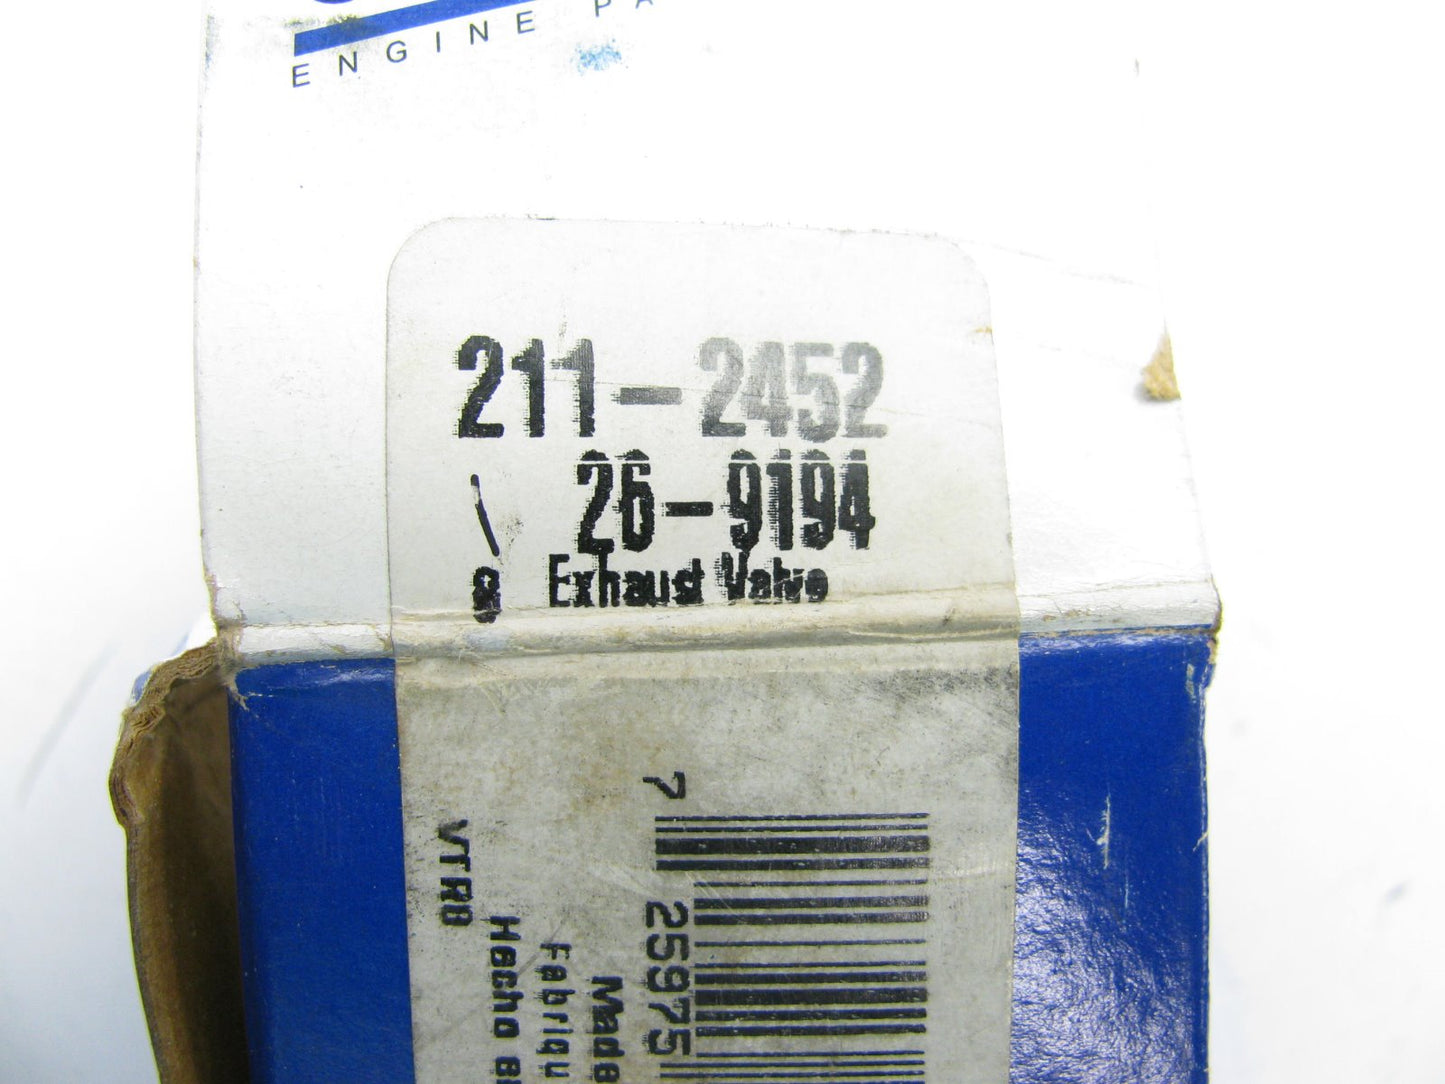 ENGINE PA
211-2452
26-9194
8 Exhaust Valve
7 25975
Made
Fabriqu
Hecho e
VTR8